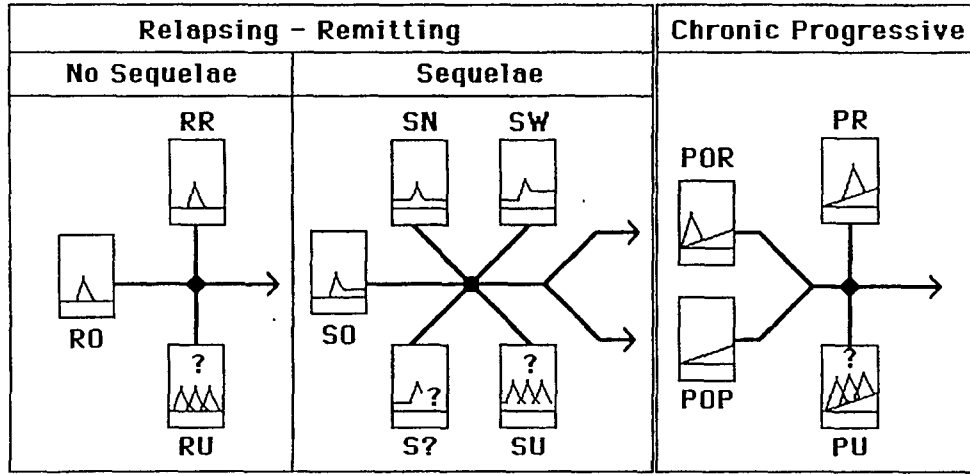 Relapsing - Remitting
Chronic Progressive
No Sequelae
Sequelae
RR
SN
SW
PR
POR
RO
SO
POP
?
?
?
?
RU
S?
SU
PU